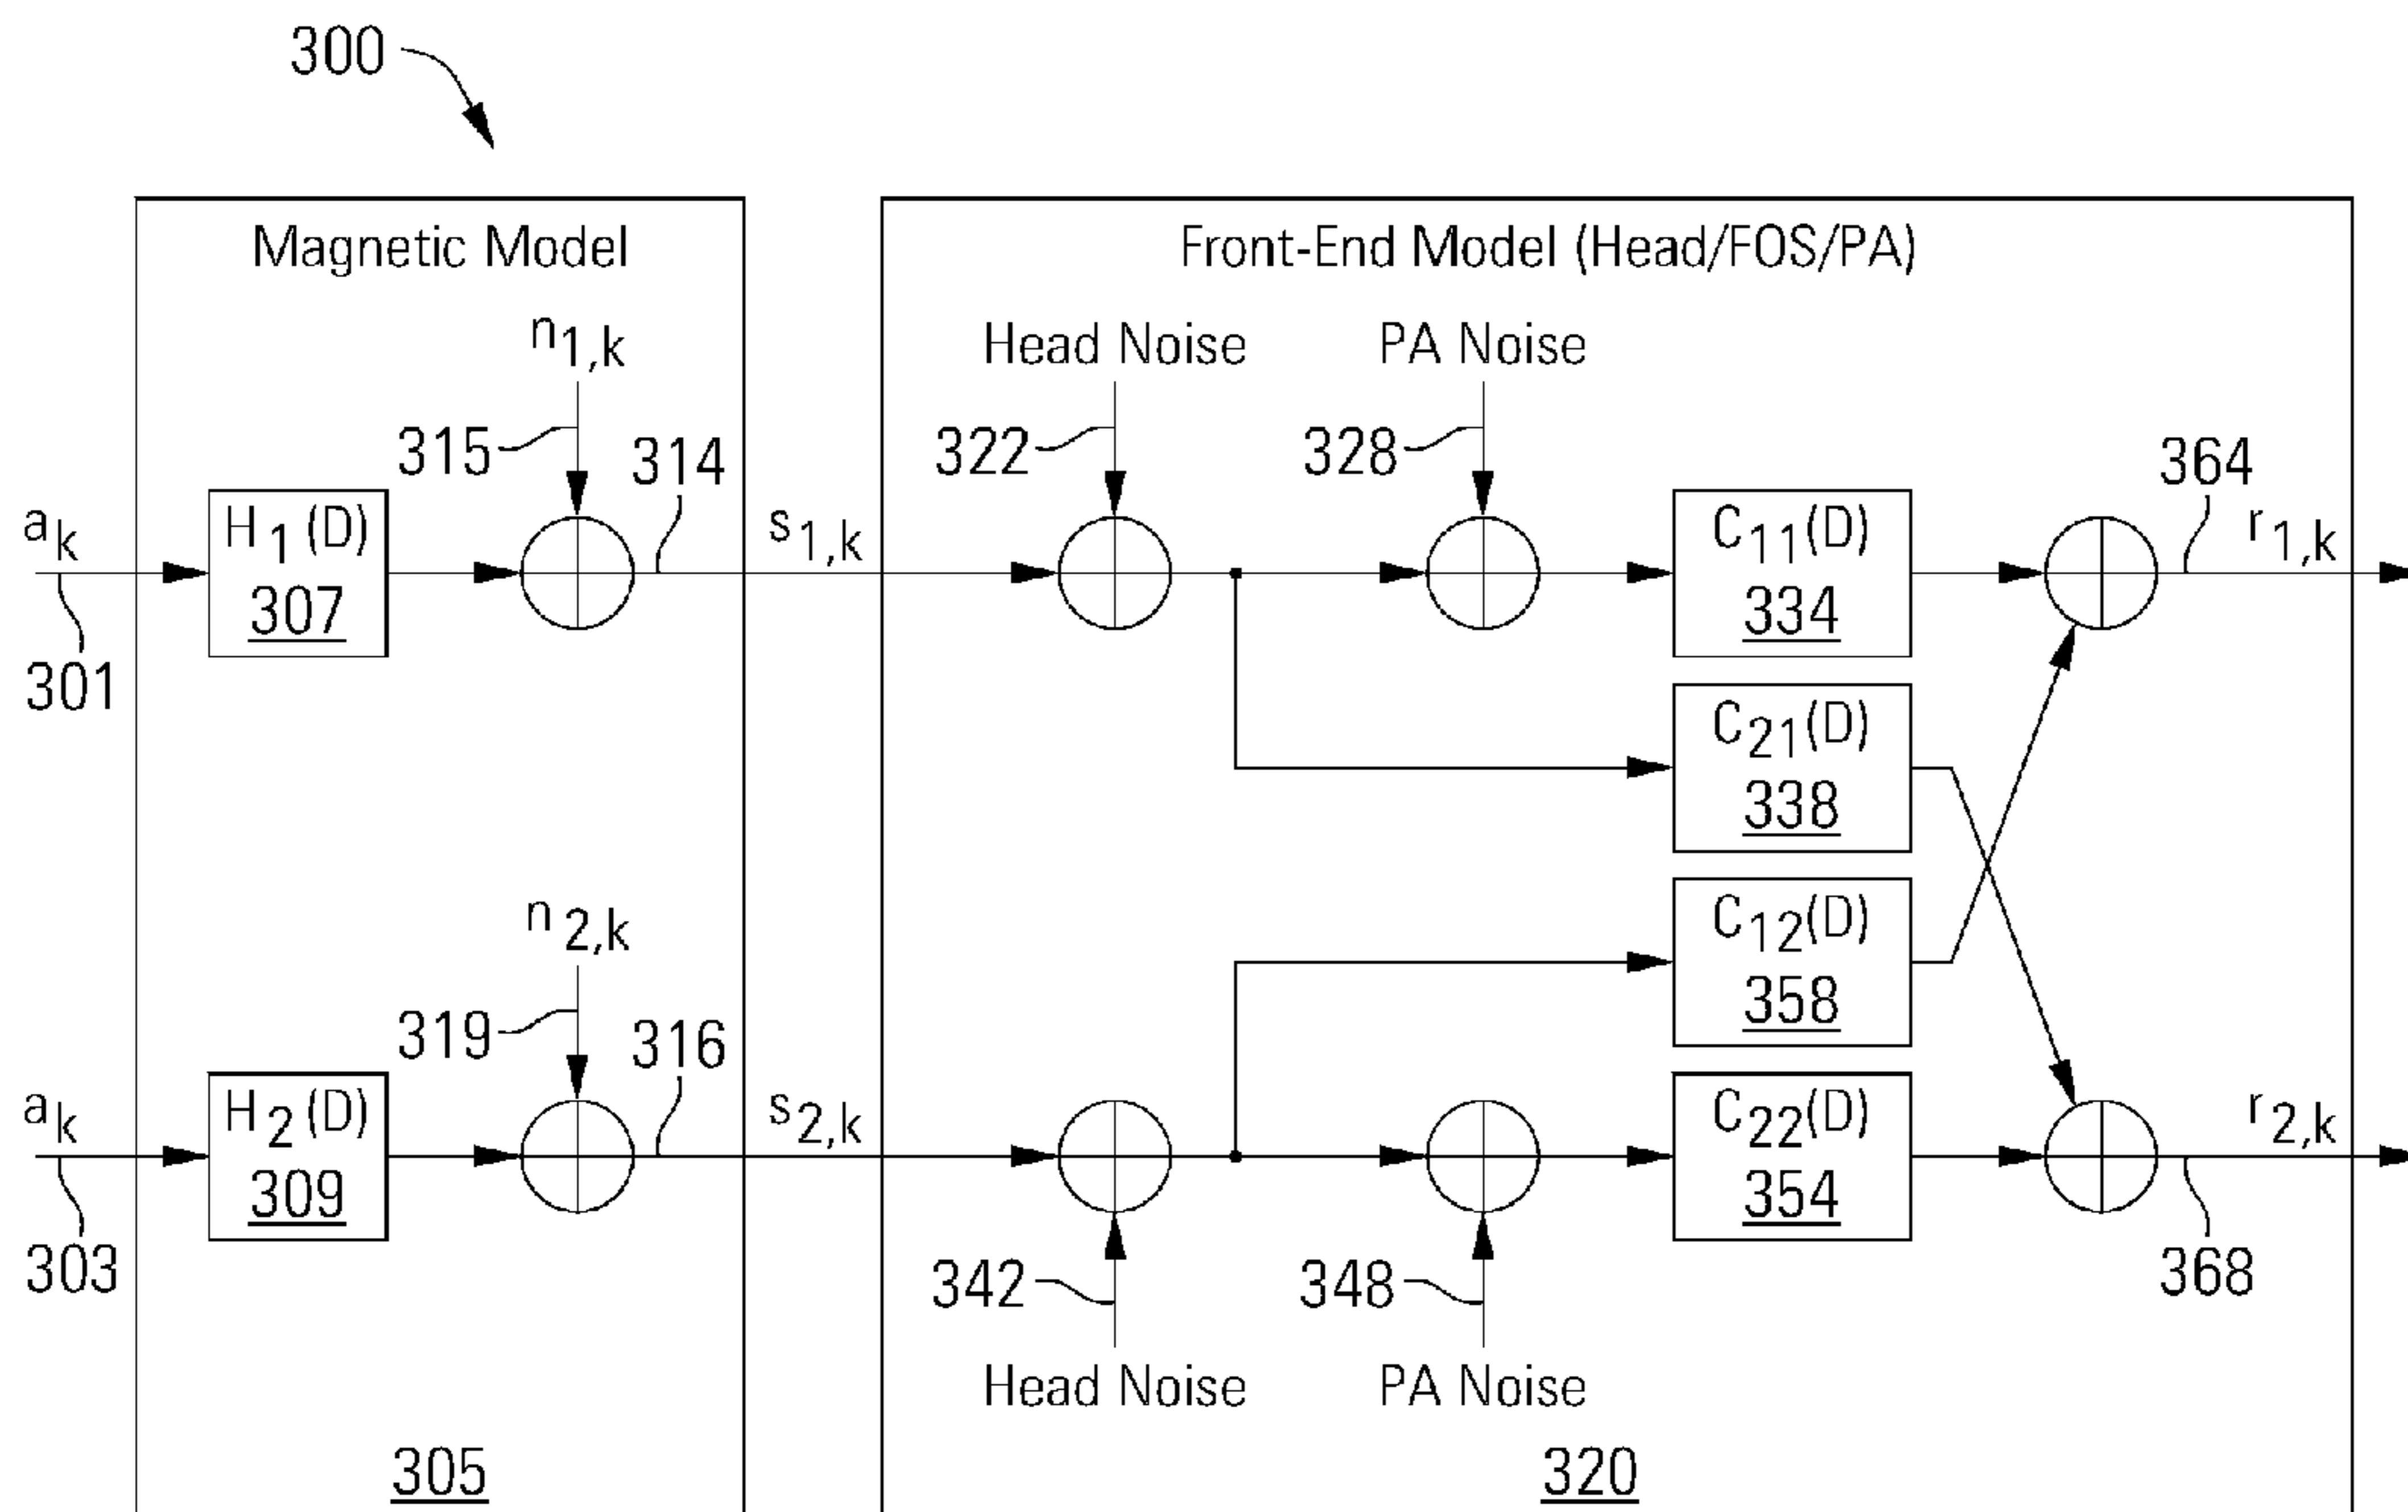 300
Magnetic Model
Front-End Model (Head/FOS/PA)
n1,k
Head Noise
PA Noise
315
314
322
328
364
ak
H1(D)
307
s1,k
C11(D)
334
r1,k
301
C21(D)
338
n2,k
C12(D)
358
319
316
ak
H2(D)
309
s2,k
C22(D)
354
r2,k
303
342
348
368
Head Noise
PA Noise
305
320